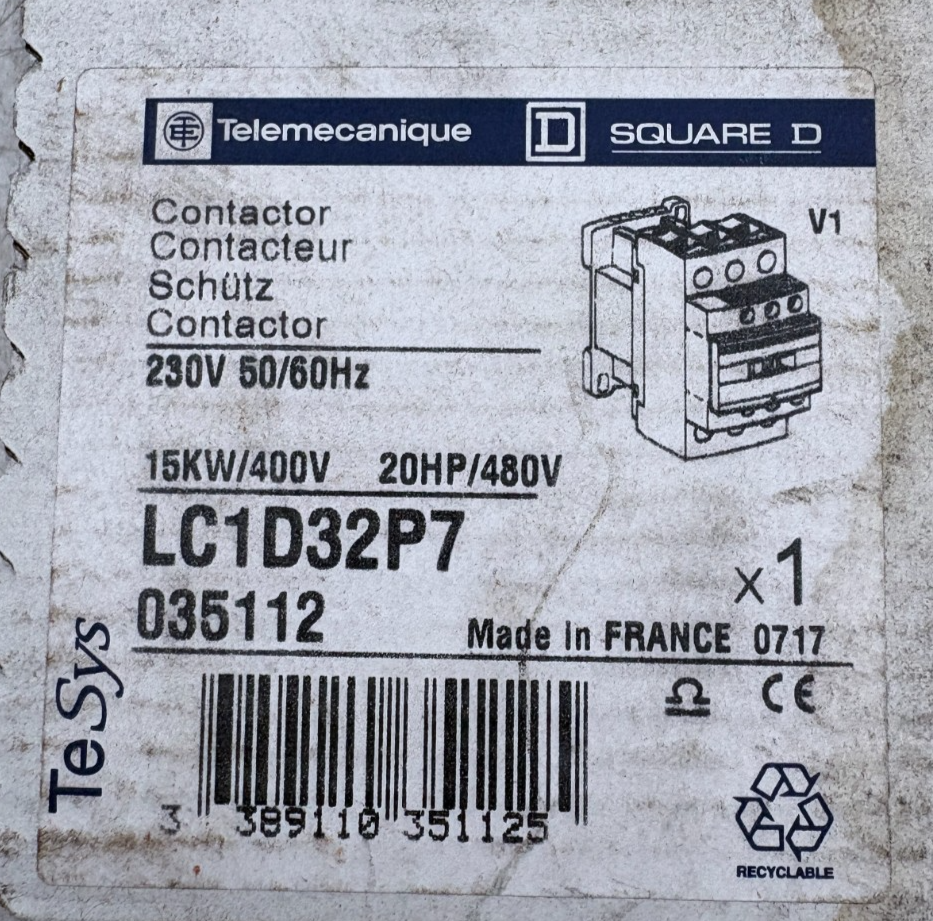 Telemecanique D SQUARE D
Contactor
Contacteur
Schütz
Contactor
V1
230V 50/60Hz
15KW/400V 20HP/480V
LC1D32P7
x1
035112
Made in FRANCE 0717
TeSys
CE
3 389110 351125
RECYCLABLE